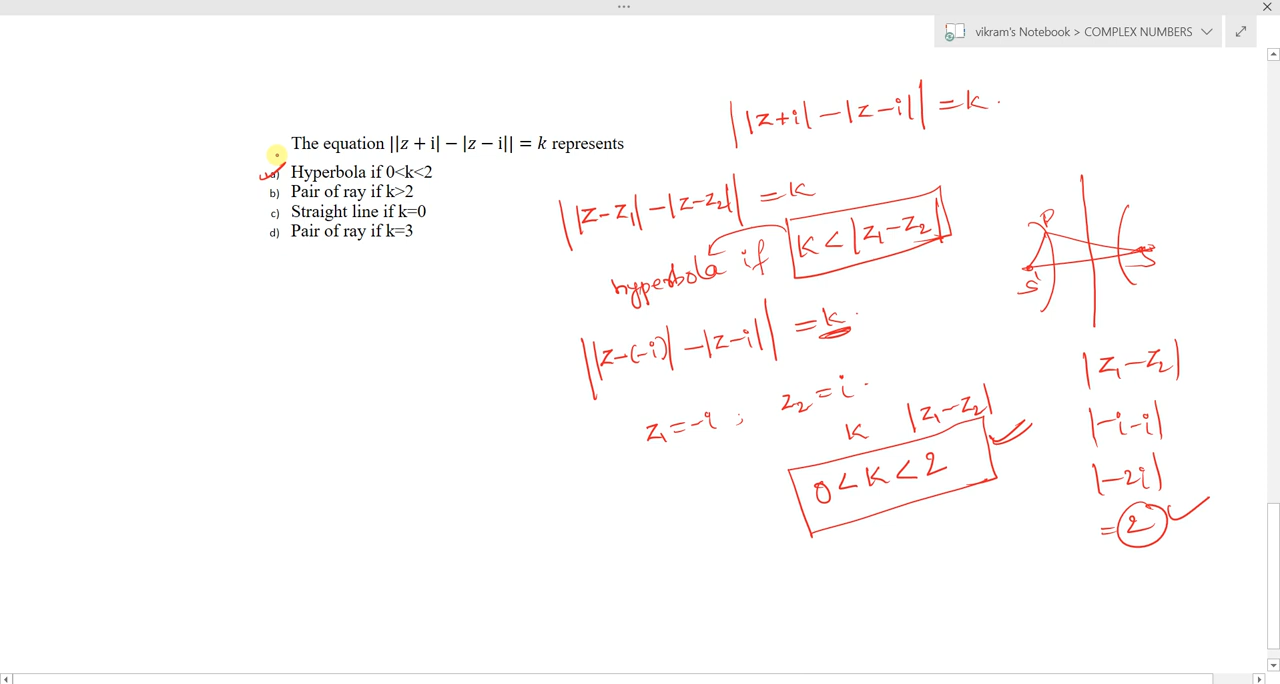 vikram's Notebook > COMPLEX NUMBERS
||z+i| - |z-i|| = k.
The equation ||z + i| − |z − i|| = k represents
a) Hyperbola if 0<k<2
b) Pair of ray if k>2
c) Straight line if k=0
d) Pair of ray if k=3
||z-z₁| - |z-z₂|| = k
hyperbola if k < |z₁-z₂|
P
S'
S
||z-(-i)| - |z-i|| = k.
z₁ = -i ; z₂ = i.
k |z₁-z₂|
0 < k < 2
|z₁-z₂|
|-i-i|
|-2i|
= 2